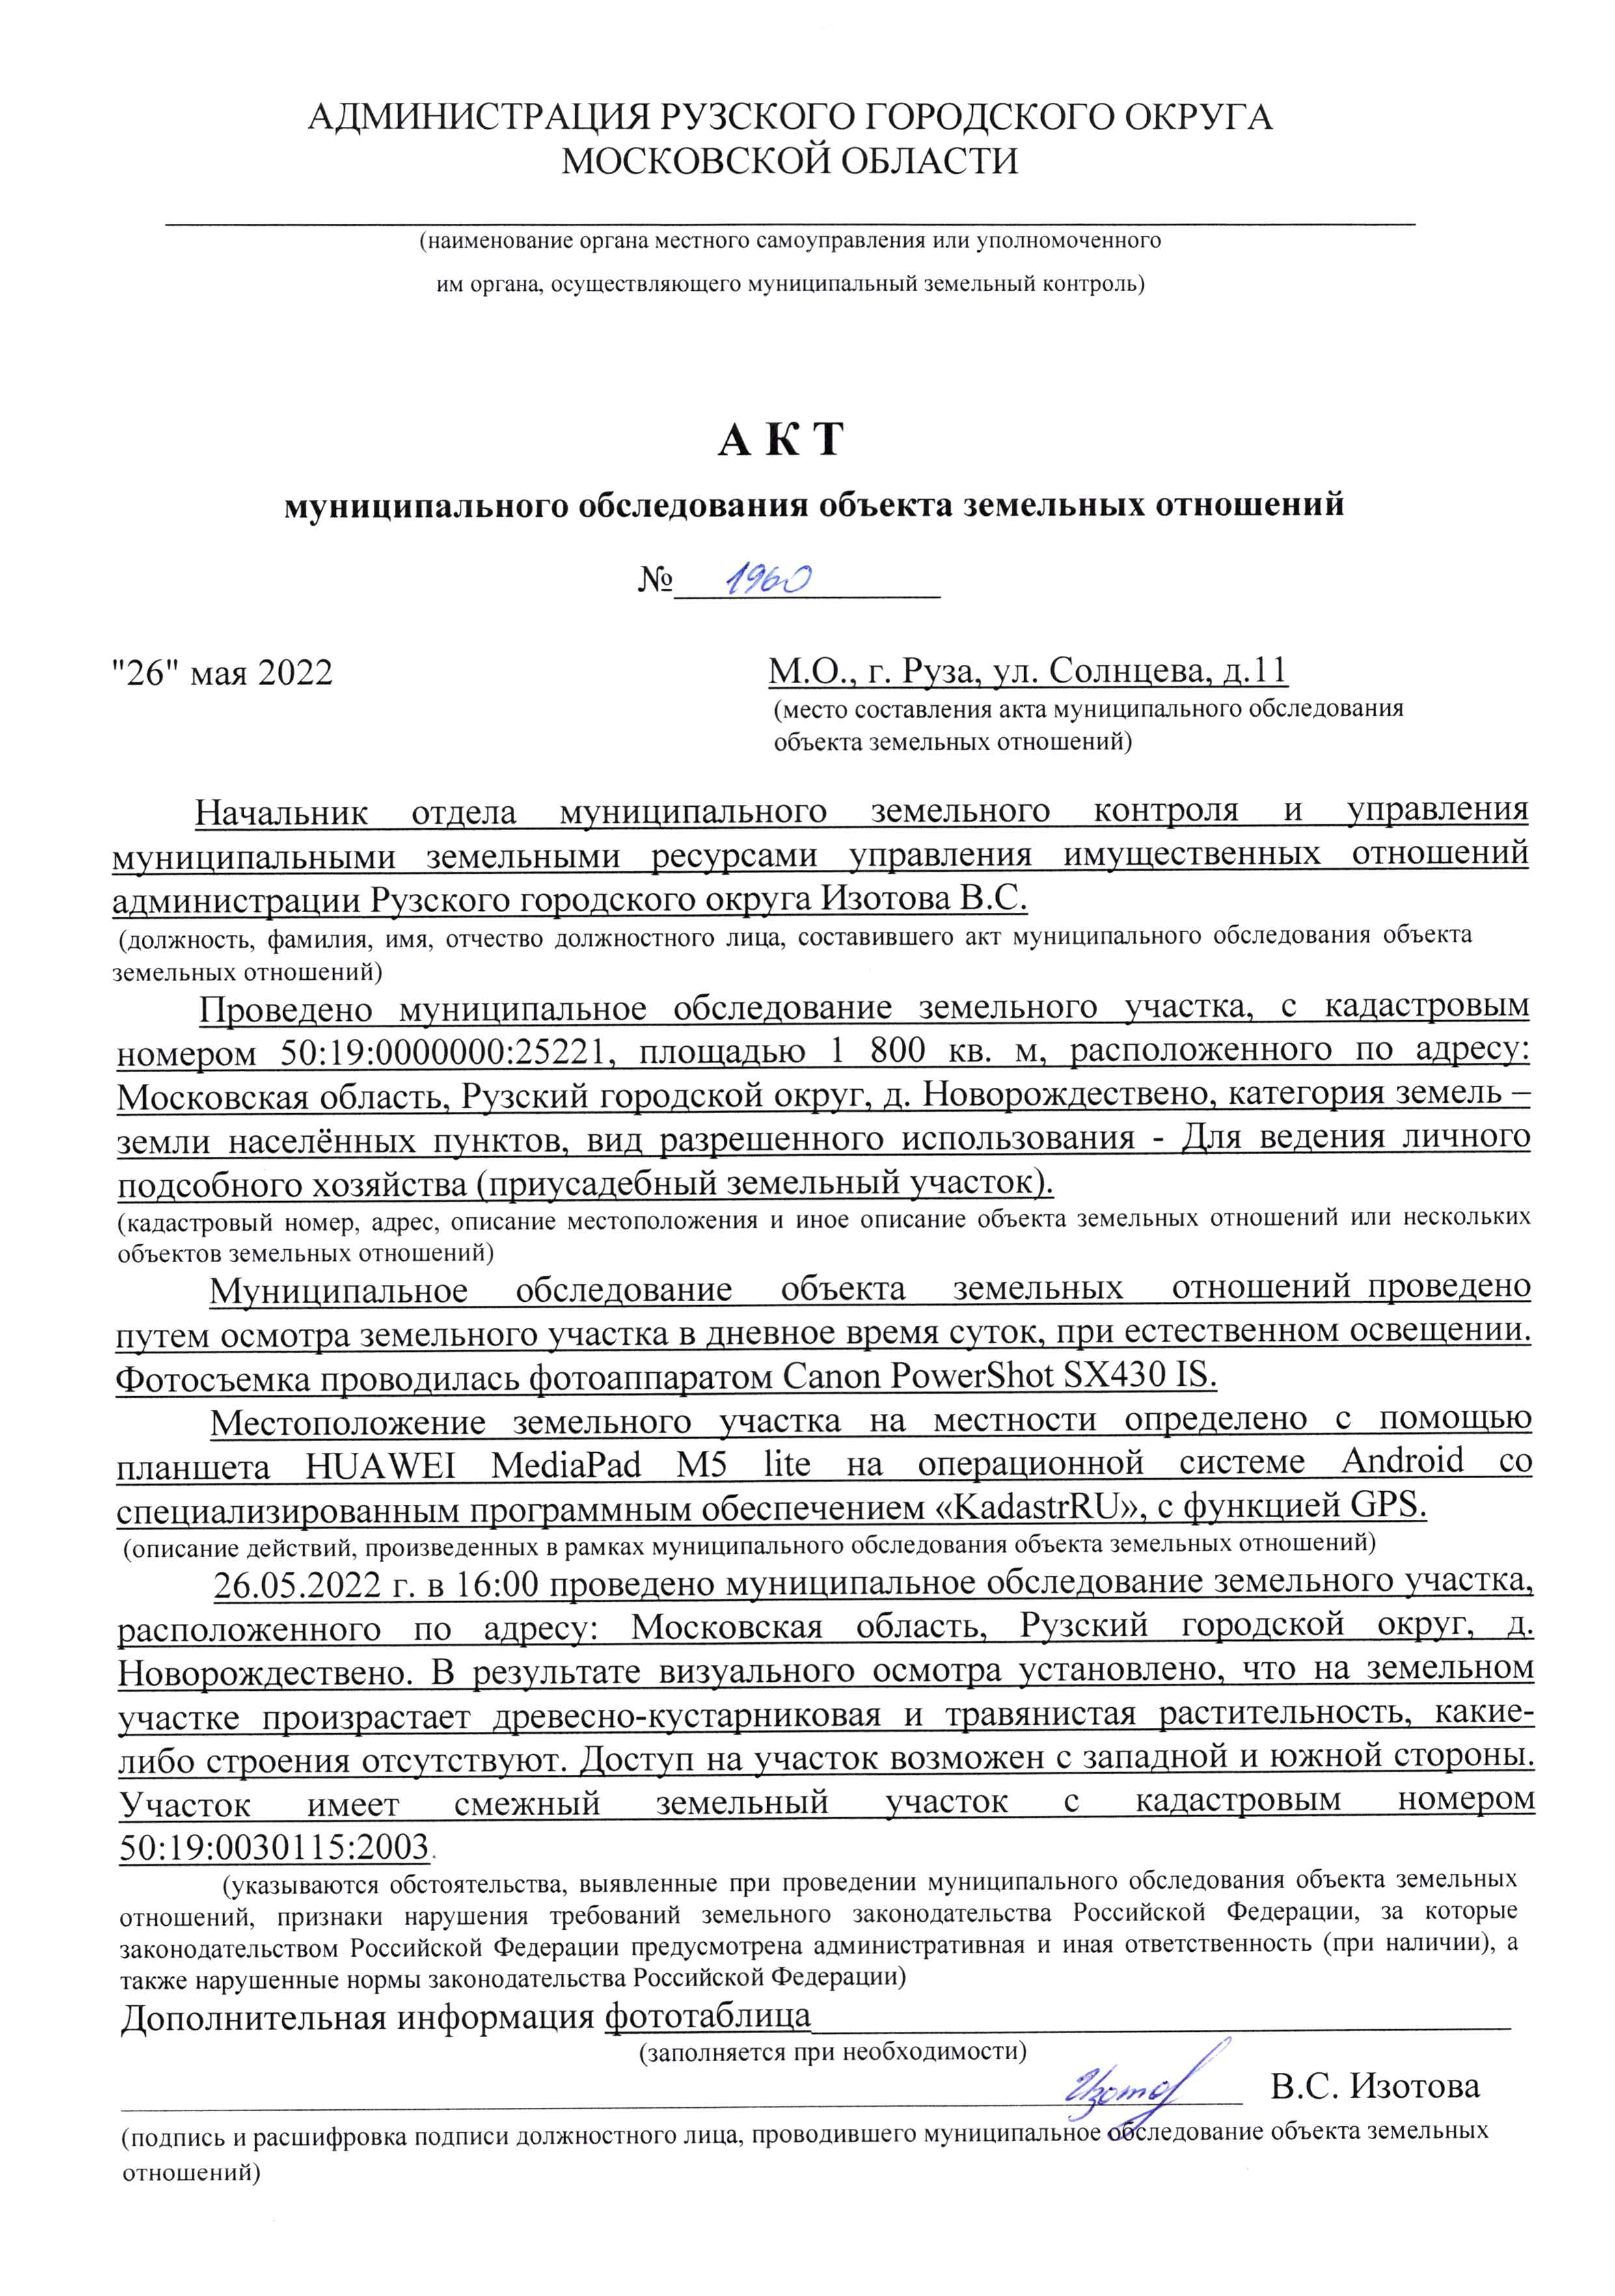 АДМИНИСТРАЦИЯ РУЗСКОГО ГОРОДСКОГО ОКРУГА
МОСКОВСКОЙ ОБЛАСТИ
(наименование органа местного самоуправления или уполномоченного
им органа, осуществляющего муниципальный земельный контроль)
А К Т
муниципального обследования объекта земельных отношений
№ 1960
"26" мая 2022
М.О., г. Руза, ул. Солнцева, д.11
(место составления акта муниципального обследования
объекта земельных отношений)
Начальник отдела муниципального земельного контроля и управления
муниципальными земельными ресурсами управления имущественных отношений
администрации Рузского городского округа Изотова В.С.
(должность, фамилия, имя, отчество должностного лица, составившего акт муниципального обследования объекта
земельных отношений)
Проведено муниципальное обследование земельного участка, с кадастровым
номером 50:19:0000000:25221, площадью 1 800 кв. м, расположенного по адресу:
Московская область, Рузский городской округ, д. Новорождествено, категория земель –
земли населённых пунктов, вид разрешенного использования - Для ведения личного
подсобного хозяйства (приусадебный земельный участок).
(кадастровый номер, адрес, описание местоположения и иное описание объекта земельных отношений или нескольких
объектов земельных отношений)
Муниципальное обследование объекта земельных отношений проведено
путем осмотра земельного участка в дневное время суток, при естественном освещении.
Фотосъемка проводилась фотоаппаратом Canon PowerShot SX430 IS.
Местоположение земельного участка на местности определено с помощью
планшета HUAWEI MediaPad M5 lite на операционной системе Android со
специализированным программным обеспечением «KadastrRU», с функцией GPS.
(описание действий, произведенных в рамках муниципального обследования объекта земельных отношений)
26.05.2022 г. в 16:00 проведено муниципальное обследование земельного участка,
расположенного по адресу: Московская область, Рузский городской округ, д.
Новорождествено. В результате визуального осмотра установлено, что на земельном
участке произрастает древесно-кустарниковая и травянистая растительность, какие-
либо строения отсутствуют. Доступ на участок возможен с западной и южной стороны.
Участок имеет смежный земельный участок с кадастровым номером
50:19:0030115:2003.
(указываются обстоятельства, выявленные при проведении муниципального обследования объекта земельных
отношений, признаки нарушения требований земельного законодательства Российской Федерации, за которые
законодательством Российской Федерации предусмотрена административная и иная ответственность (при наличии), а
также нарушенные нормы законодательства Российской Федерации)
Дополнительная информация фототаблица
(заполняется при необходимости)
Изотов В.С. Изотова
(подпись и расшифровка подписи должностного лица, проводившего муниципальное обследование объекта земельных
отношений)